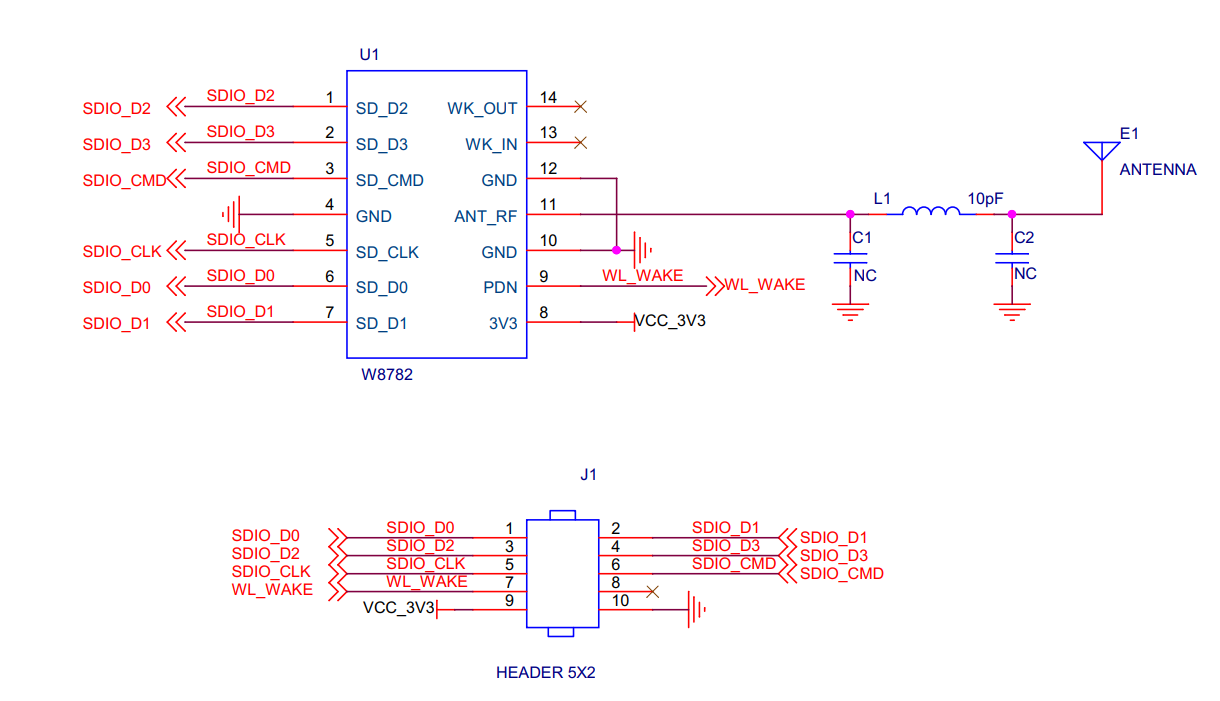 U1
SDIO_D2 SDIO_D2 1 SD_D2 WK_OUT 14
SDIO_D3 SDIO_D3 2 SD_D3 WK_IN 13
SDIO_CMD SDIO_CMD 3 SD_CMD GND 12
4 GND ANT_RF 11
SDIO_CLK SDIO_CLK 5 SD_CLK GND 10
SDIO_D0 SDIO_D0 6 SD_D0 PDN 9 WL_WAKE WL_WAKE
SDIO_D1 SDIO_D1 7 SD_D1 3V3 8 VCC_3V3
W8782
E1
ANTENNA
L1 10pF
C1 C2
NC NC
J1
SDIO_D0 SDIO_D0 1 2 SDIO_D1 SDIO_D1
SDIO_D2 SDIO_D2 3 4 SDIO_D3 SDIO_D3
SDIO_CLK SDIO_CLK 5 6 SDIO_CMD SDIO_CMD
WL_WAKE WL_WAKE 7 8
VCC_3V3 9 10
HEADER 5X2